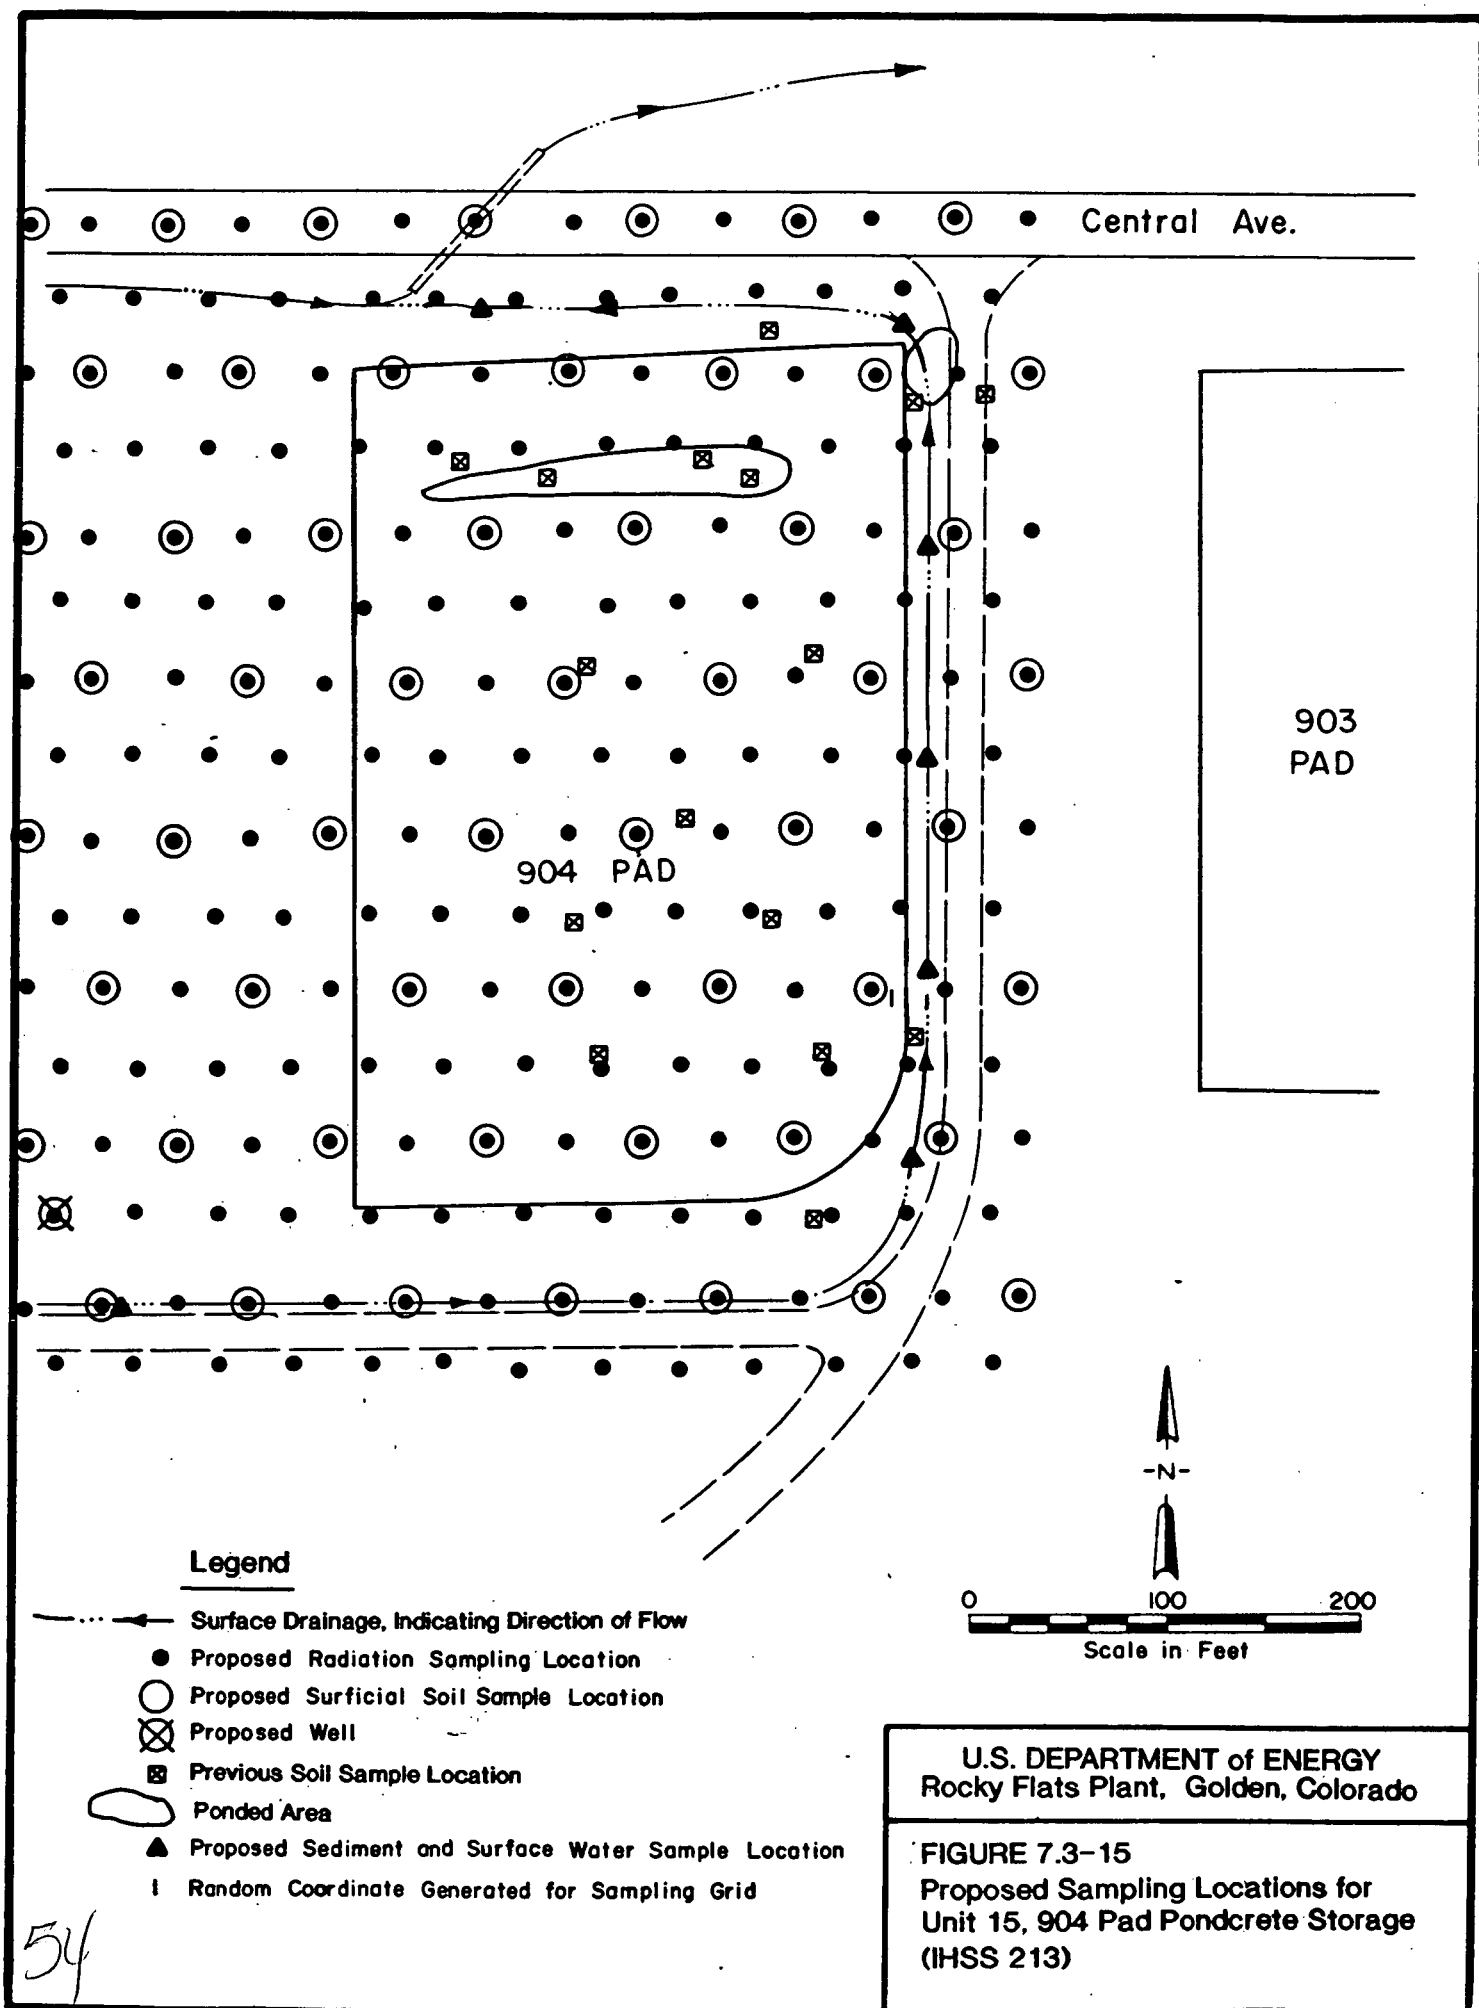 Central Ave.
903
PAD
904 PAD
-N-
0 100 200
Scale in Feet
Legend
Surface Drainage, Indicating Direction of Flow
Proposed Radiation Sampling Location
Proposed Surficial Soil Sample Location
Proposed Well
Previous Soil Sample Location
Ponded Area
Proposed Sediment and Surface Water Sample Location
I Random Coordinate Generated for Sampling Grid
U.S. DEPARTMENT of ENERGY
Rocky Flats Plant, Golden, Colorado
FIGURE 7.3-15
Proposed Sampling Locations for
Unit 15, 904 Pad Pondcrete Storage
(IHSS 213)
54